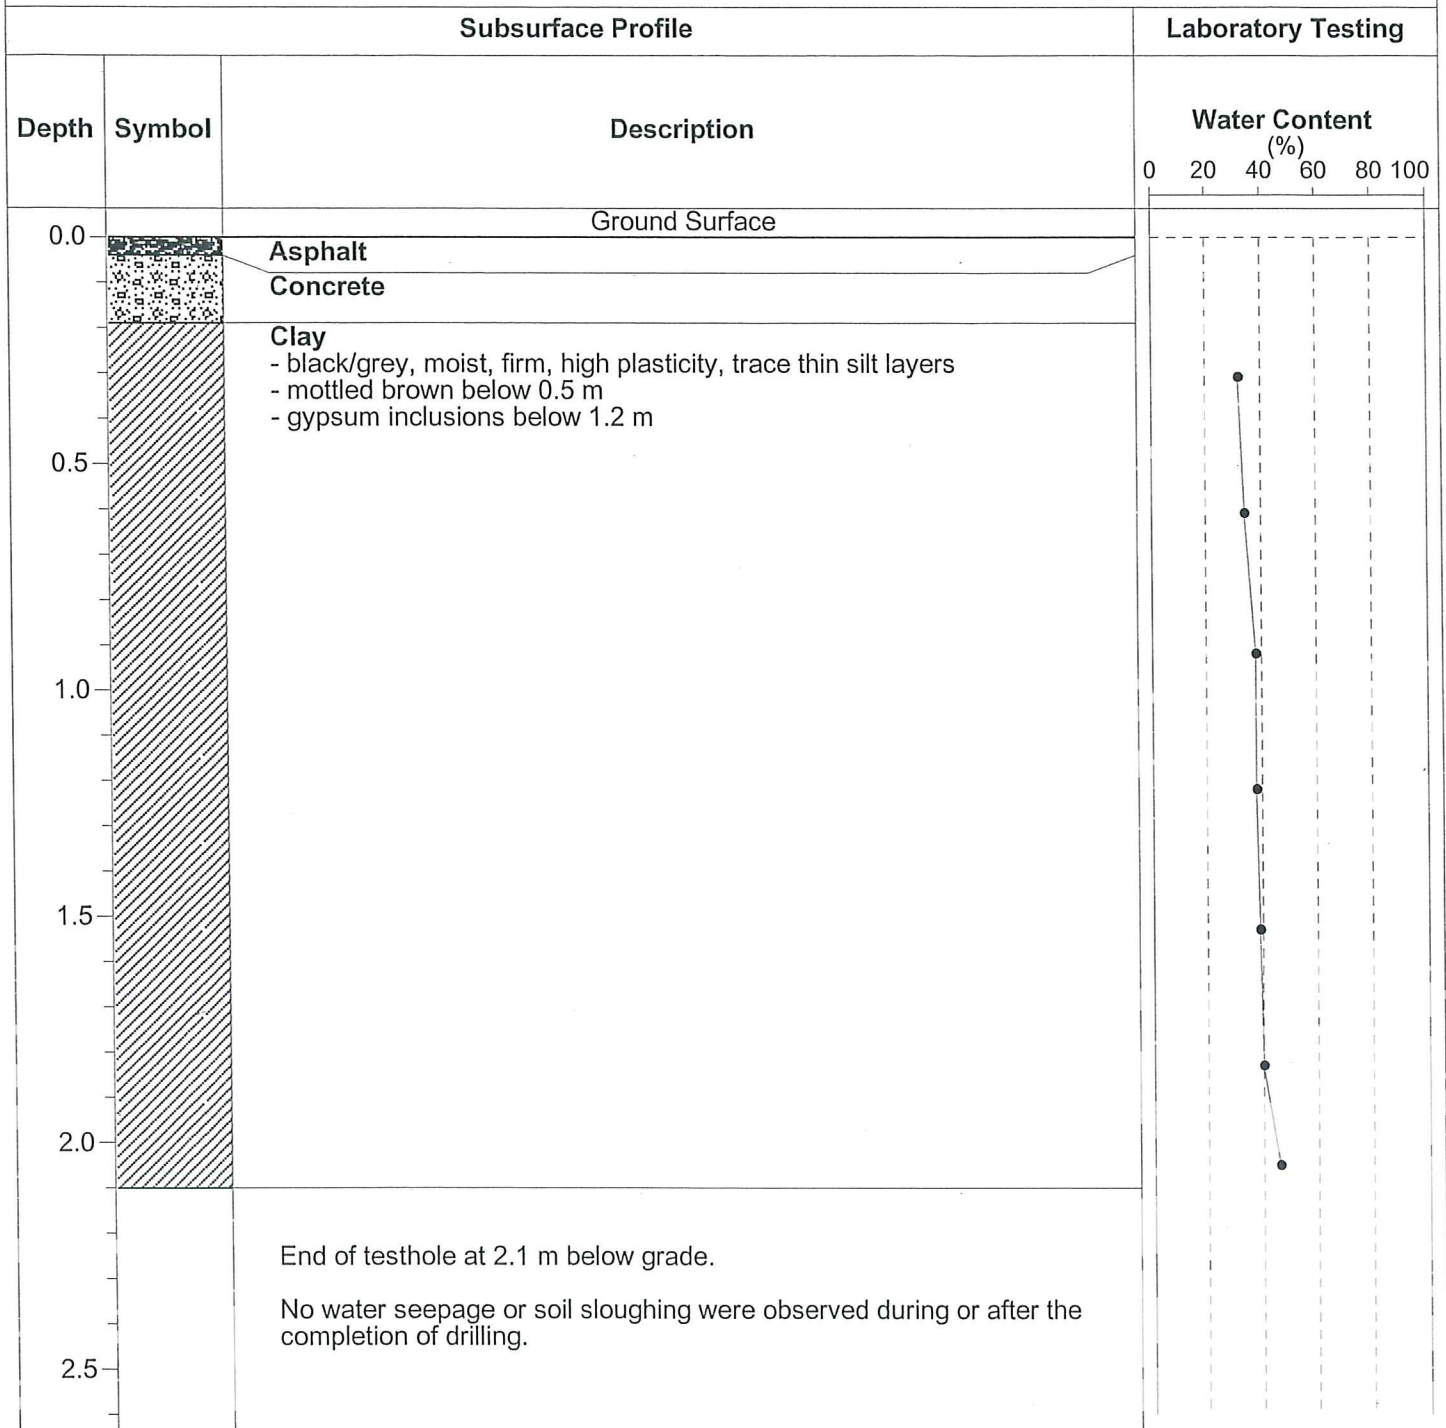 Subsurface Profile
Laboratory Testing
Depth
Symbol
Description
Water Content
(%)
0 20 40 60 80 100
Ground Surface
0.0
Asphalt
Concrete
Clay
- black/grey, moist, firm, high plasticity, trace thin silt layers
- mottled brown below 0.5 m
- gypsum inclusions below 1.2 m
0.5
1.0
1.5
2.0
End of testhole at 2.1 m below grade.
No water seepage or soil sloughing were observed during or after the
completion of drilling.
2.5